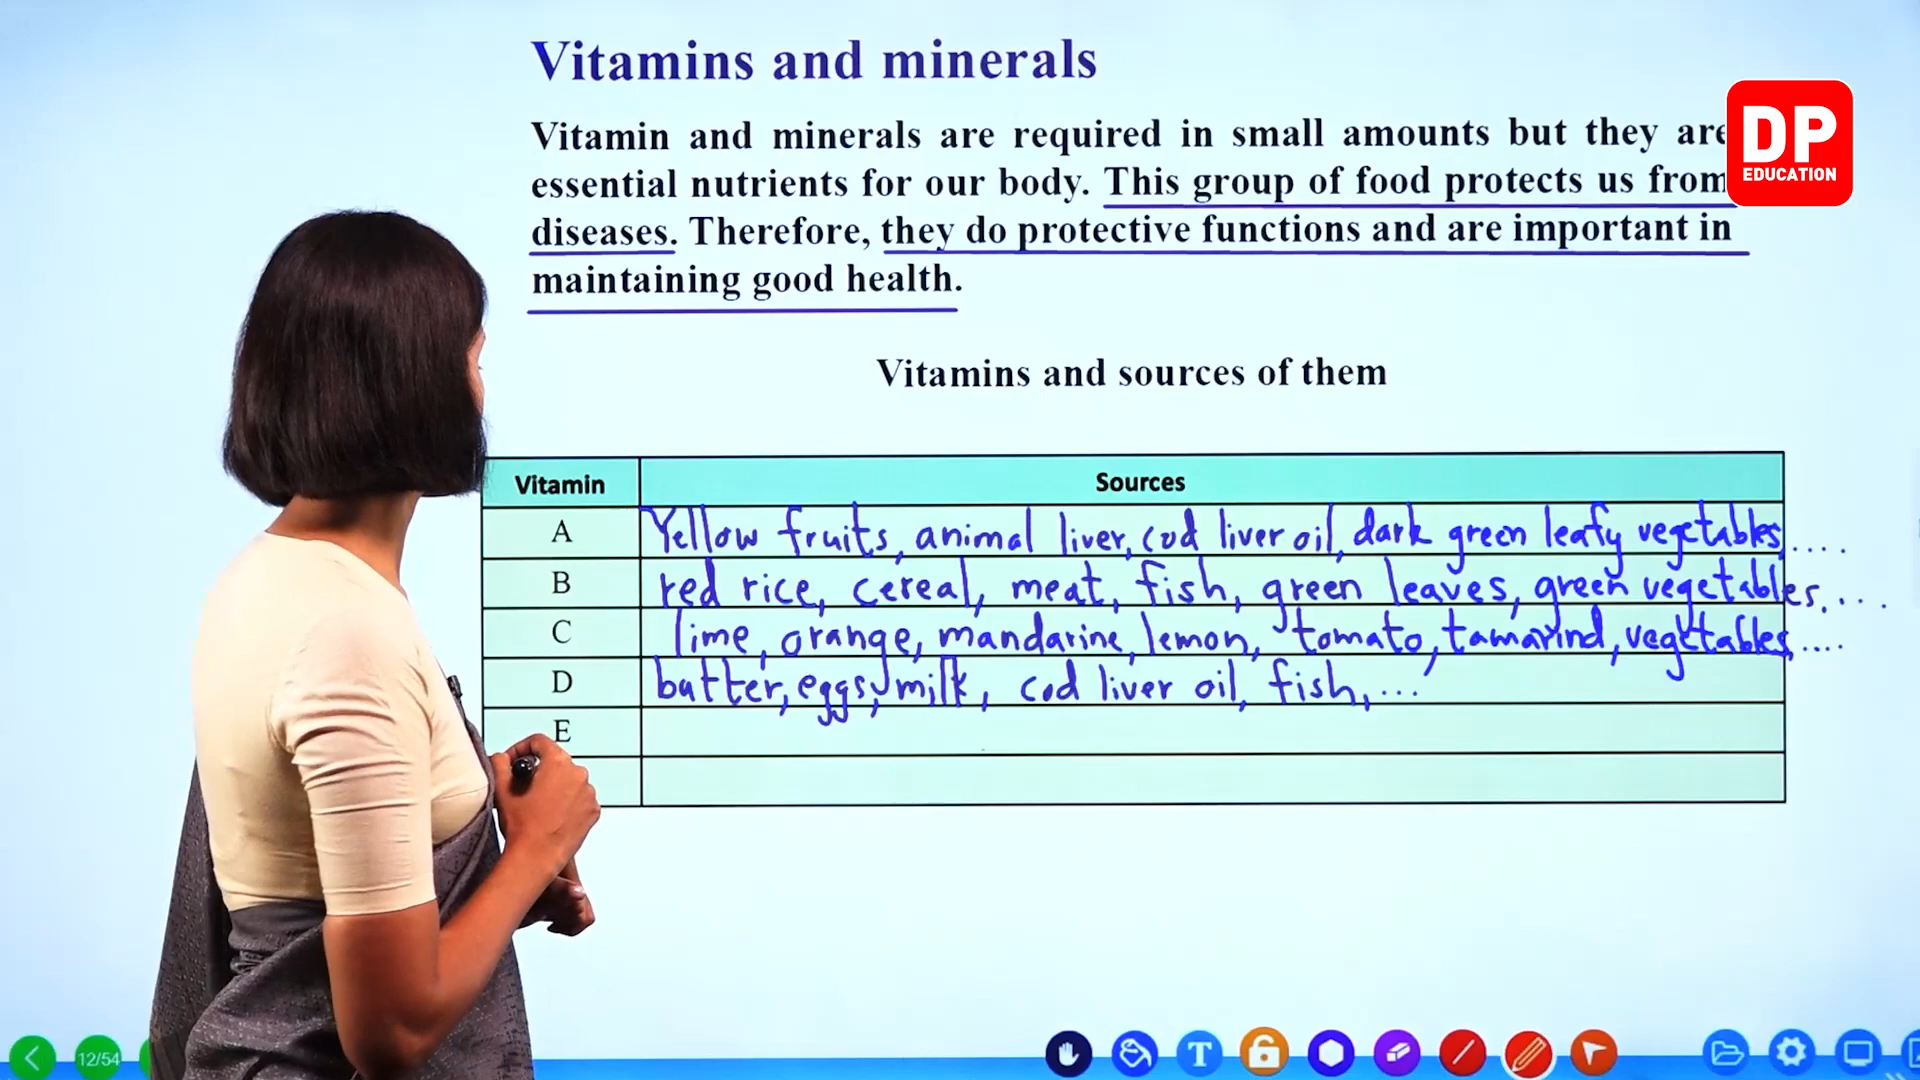 Vitamins and minerals
Vitamin and minerals are required in small amounts but they are
essential nutrients for our body. This group of food protects us from
diseases. Therefore, they do protective functions and are important in
maintaining good health.
DP
EDUCATION
Vitamins and sources of them
Vitamin Sources
A Yellow fruits, animal liver, cod liver oil, dark green leafy vegetables,....
B red rice, cereal, meat, fish, green leaves, green vegetables....
C lime, orange, mandarine, lemon, tomato, tamarind, vegetables,....
D butter, eggs, milk, cod liver oil, fish,...
E
12/54
T